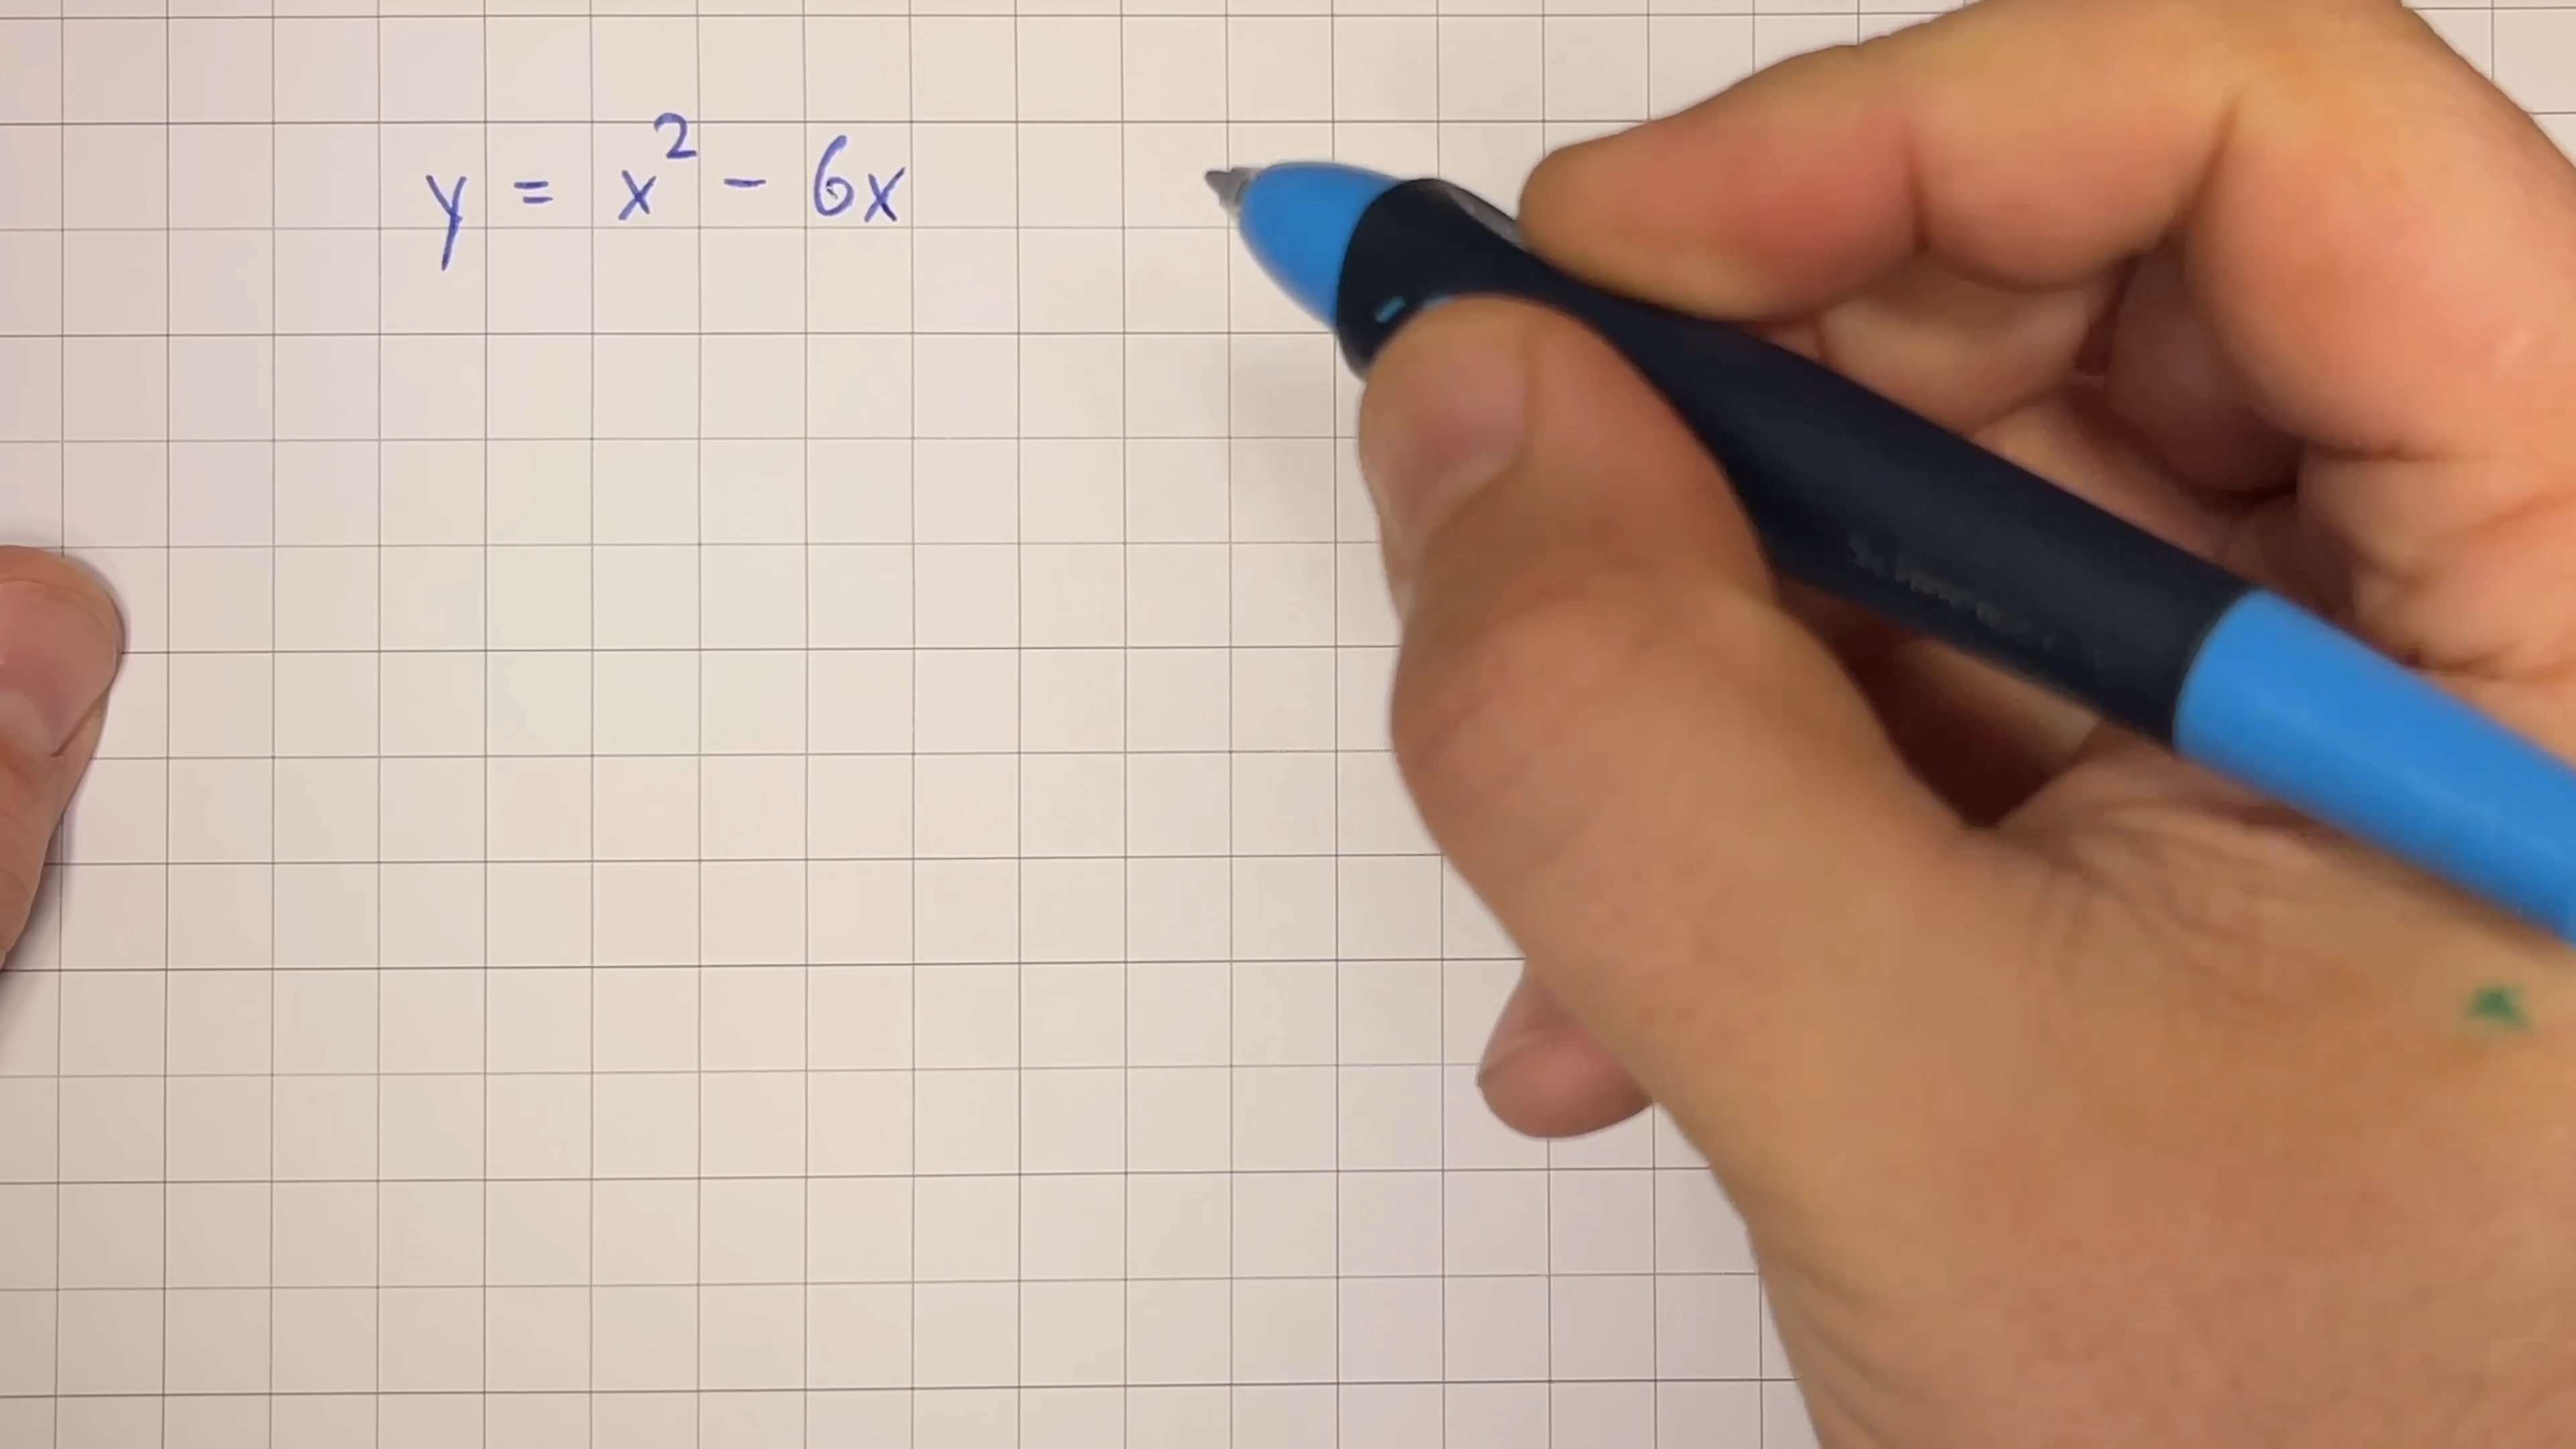 y = x² - 6x